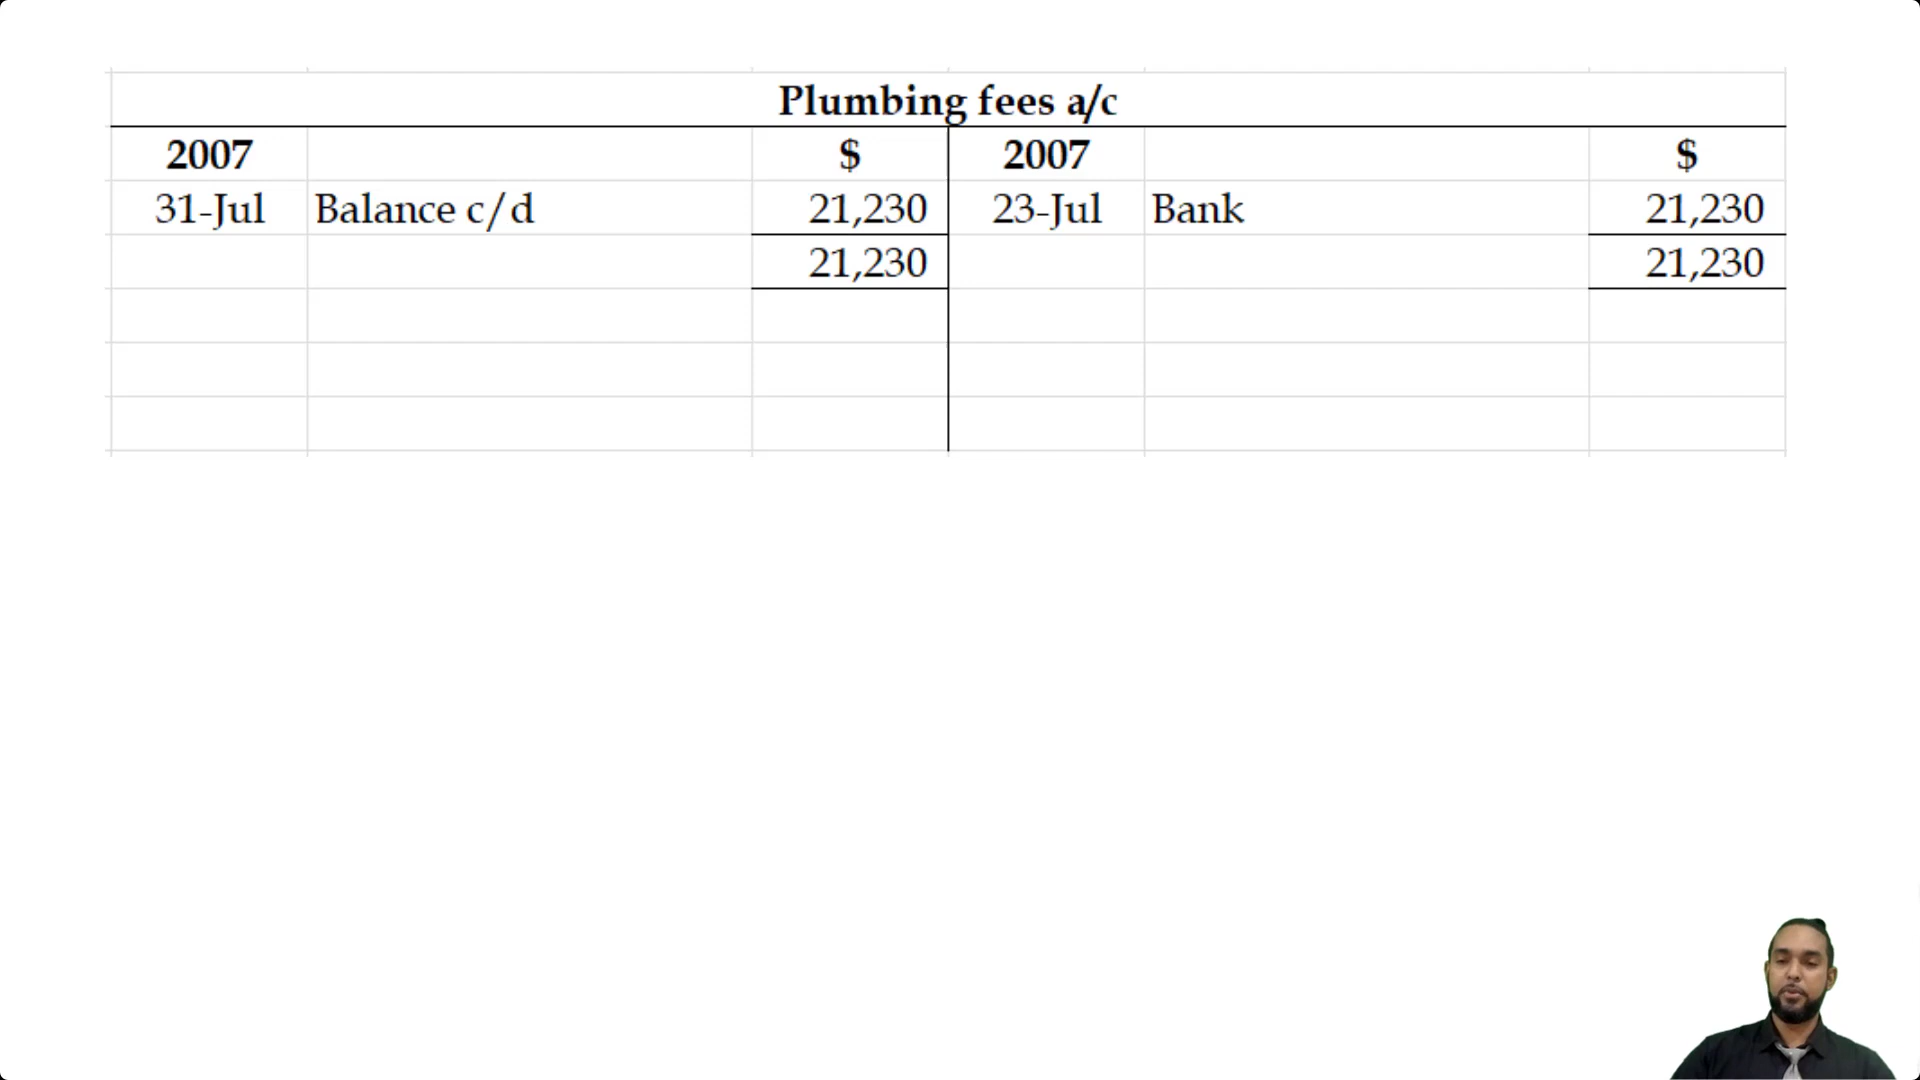 Plumbing fees a/c
2007 $ 2007 $
31-Jul Balance c/d 21,230 23-Jul Bank 21,230
21,230 21,230